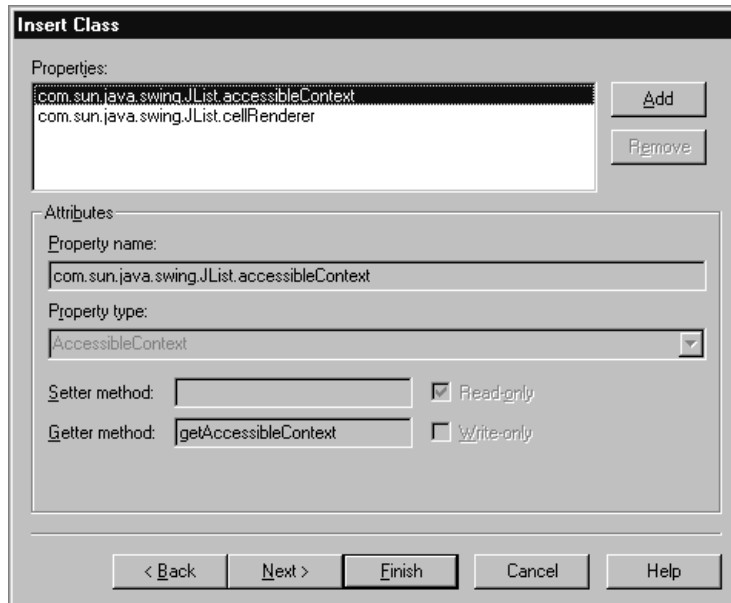 Insert Class
Properties:
com.sun.java.swing.JList.accessibleContext
com.sun.java.swing.JList.cellRenderer
Add
Remove
Attributes
Property name:
com.sun.java.swing.JList.accessibleContext
Property type:
AccessibleContext
Setter method:
Read-only
Getter method: getAccessibleContext
Write-only
< Back Next > Finish Cancel Help